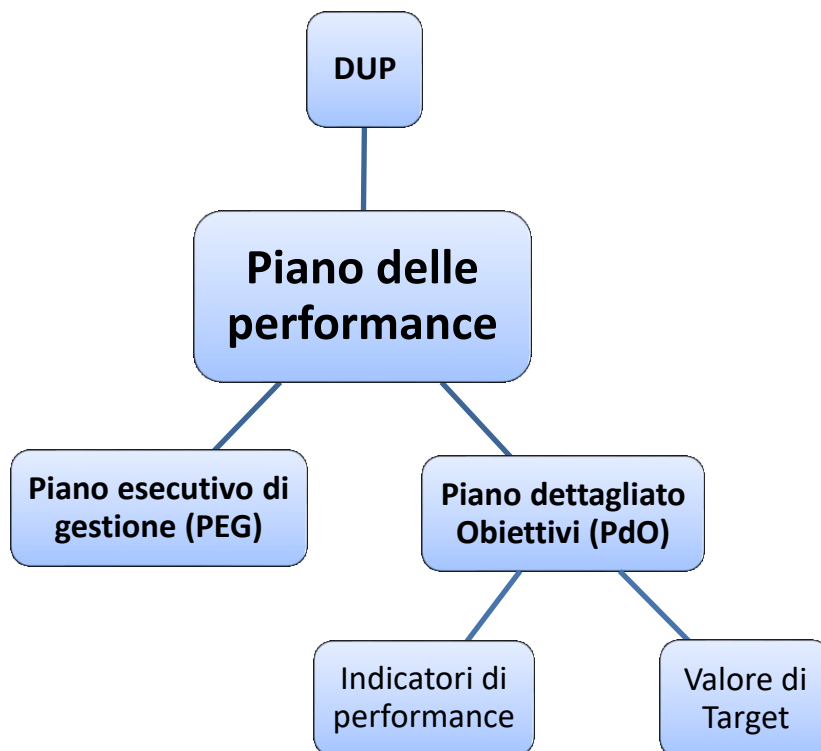 DUP
Piano delle
performance
Piano esecutivo di
gestione (PEG)
Piano dettagliato
Obiettivi (PdO)
Indicatori di
performance
Valore di
Target